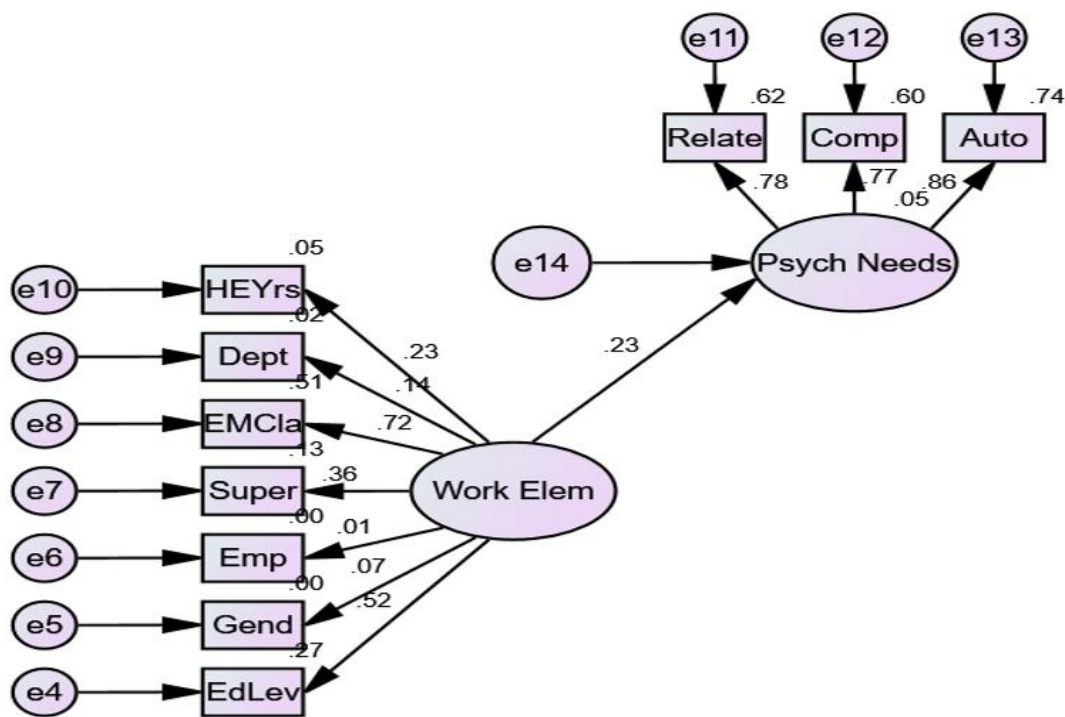 e11 e12 e13
.62 .60 .74
Relate Comp Auto
.78 .77 .05 .86
e14 Psych Needs
.05
e10 HEYrs
.02
.23 .23
e9 Dept
.51 .14
e8 EMCla .72
.13
e7 Super .36 Work Elem
.00
e6 Emp .01
.00 .07
e5 Gend .52
.27
e4 EdLev